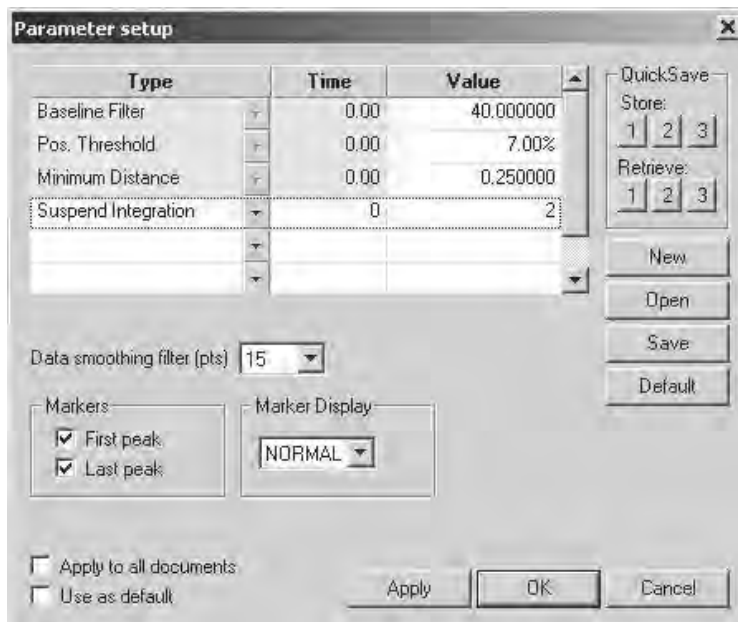 Parameter setup
Type Time Value
Baseline Filter 0.00 40.000000
Pos. Threshold 0.00 7.00%
Minimum Distance 0.00 0.250000
Suspend Integration 0 2
QuickSave
Store:
1 2 3
Retrieve:
1 2 3
New
Open
Save
Default
Data smoothing filter (pts) 15
Markers
First peak
Last peak
Marker Display
NORMAL
Apply to all documents
Use as default
Apply OK Cancel